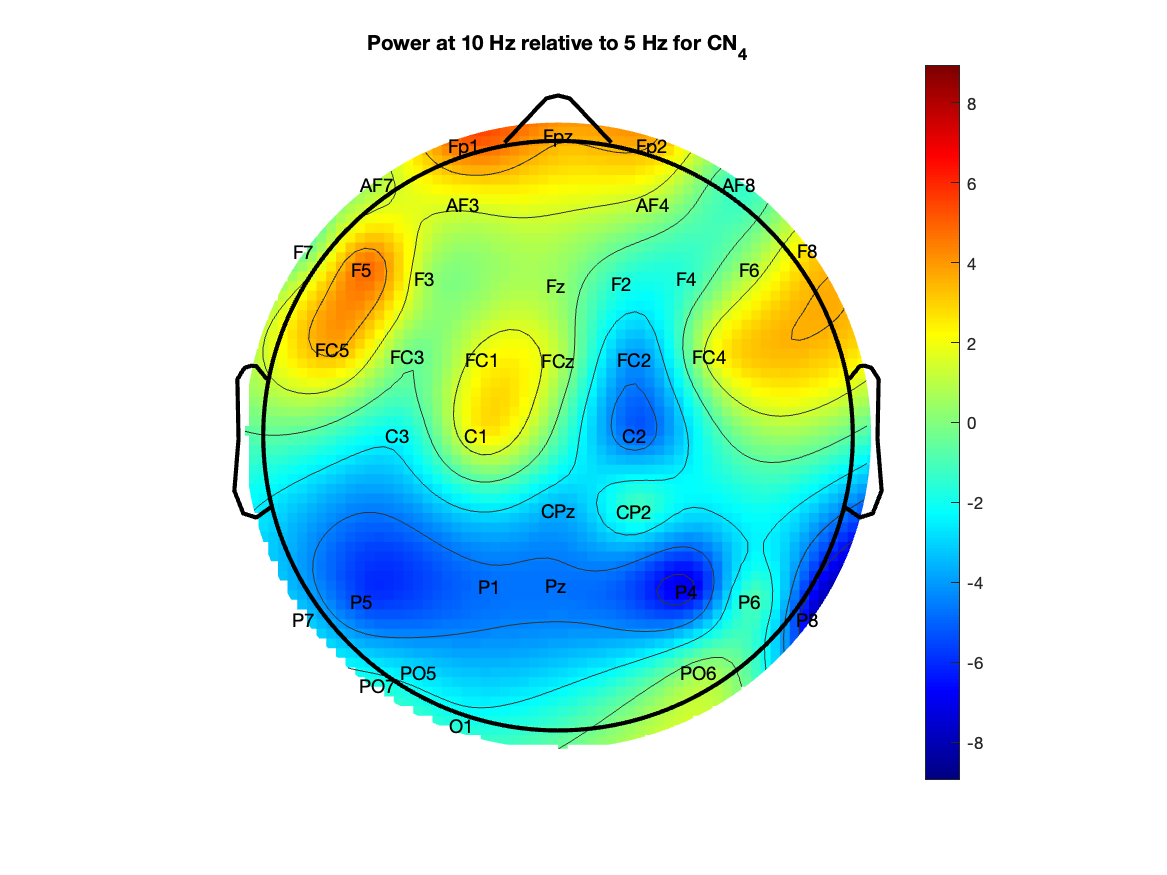 Power at 10 Hz relative to 5 Hz for CN4
Fp1 Fpz Fp2
AF7 AF8
AF3 AF4
F7 F8
F5 F3 Fz F2 F4 F6
FC5 FC3 FC1 FCz FC2 FC4
C3 C1 C2
CPz CP2
P5 P1 Pz P4 P6
P7 P8
PO5 PO6
PO7
O1
8
6
4
2
0
-2
-4
-6
-8